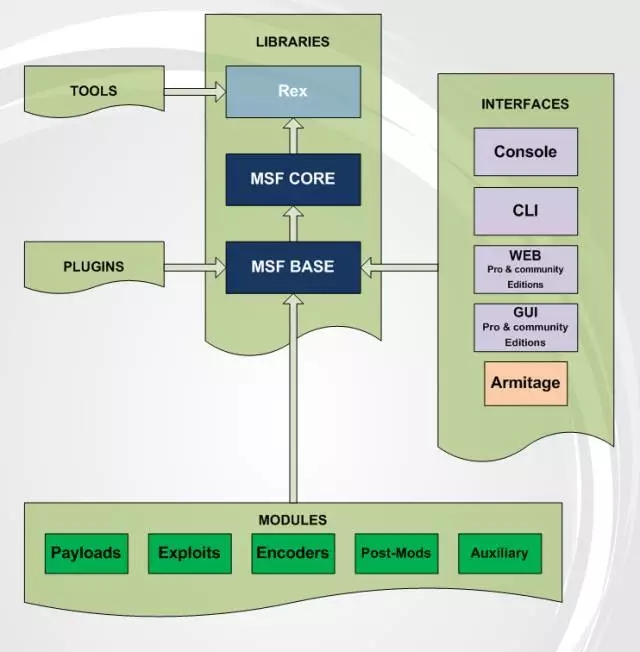 LIBRARIES
TOOLS
Rex
MSF CORE
PLUGINS
MSF BASE
INTERFACES
Console
CLI
WEB
Pro & community
Editions
GUI
Pro & community
Editions
Armitage
MODULES
Payloads
Exploits
Encoders
Post-Mods
Auxiliary